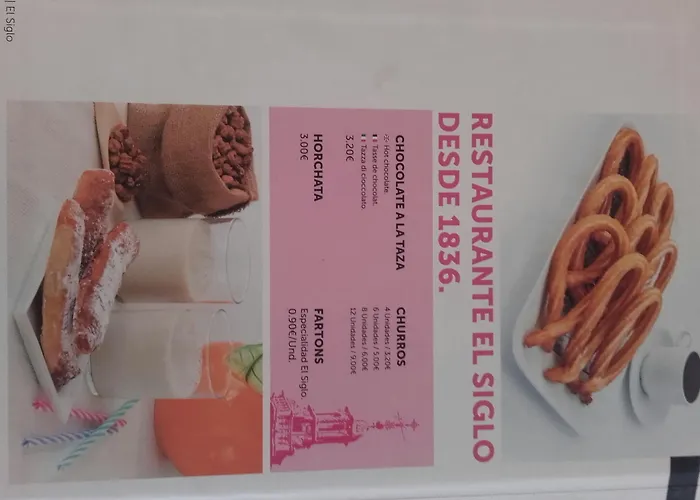 | El Siglo
RESTAURANTE EL SIGLO
DESDE 1836.
CHOCOLATE A LA TAZA
Hot chocolate.
Tasse de chocolat.
Tazza di cioccolato
3.20€
HORCHATA
3.00€
CHURROS
4 Unidades / 3.20€
6 Unidades / 5.00€
8 Unidades / 6.00€
12 Unidades / 9.00€
FARTONS
Especialidad El Siglo.
0.90€/Und.